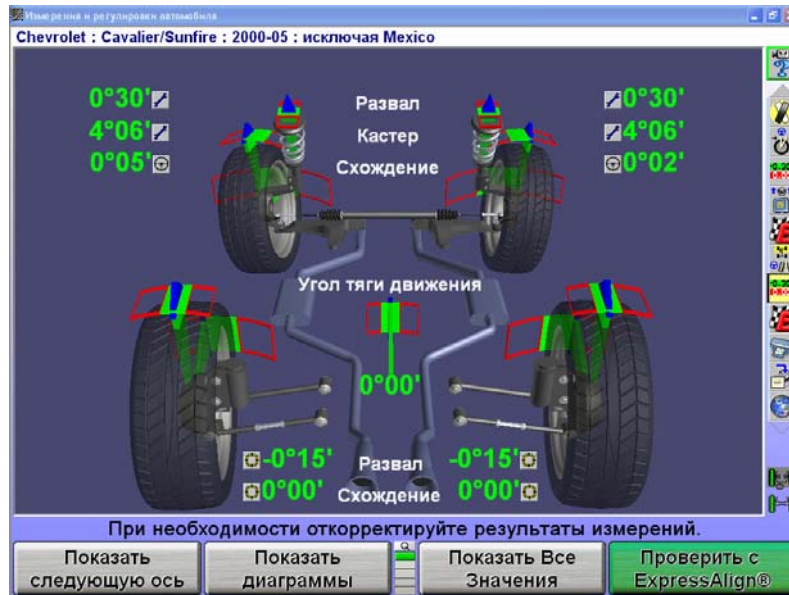 Измерения и регулировки автомобиля
Chevrolet : Cavalier/Sunfire : 2000-05 : исключая Mexico
0°30' Развал 0°30'
4°06' Кастер 4°06'
0°05' Схождение 0°02'
Угол тяги движения
0°00'
-0°15' Развал -0°15'
0°00' Схождение 0°00'
При необходимости откорректируйте результаты измерений.
Показать
следующую ось
Показать
диаграммы
Показать Все
Значения
Проверить с
ExpressAlign®